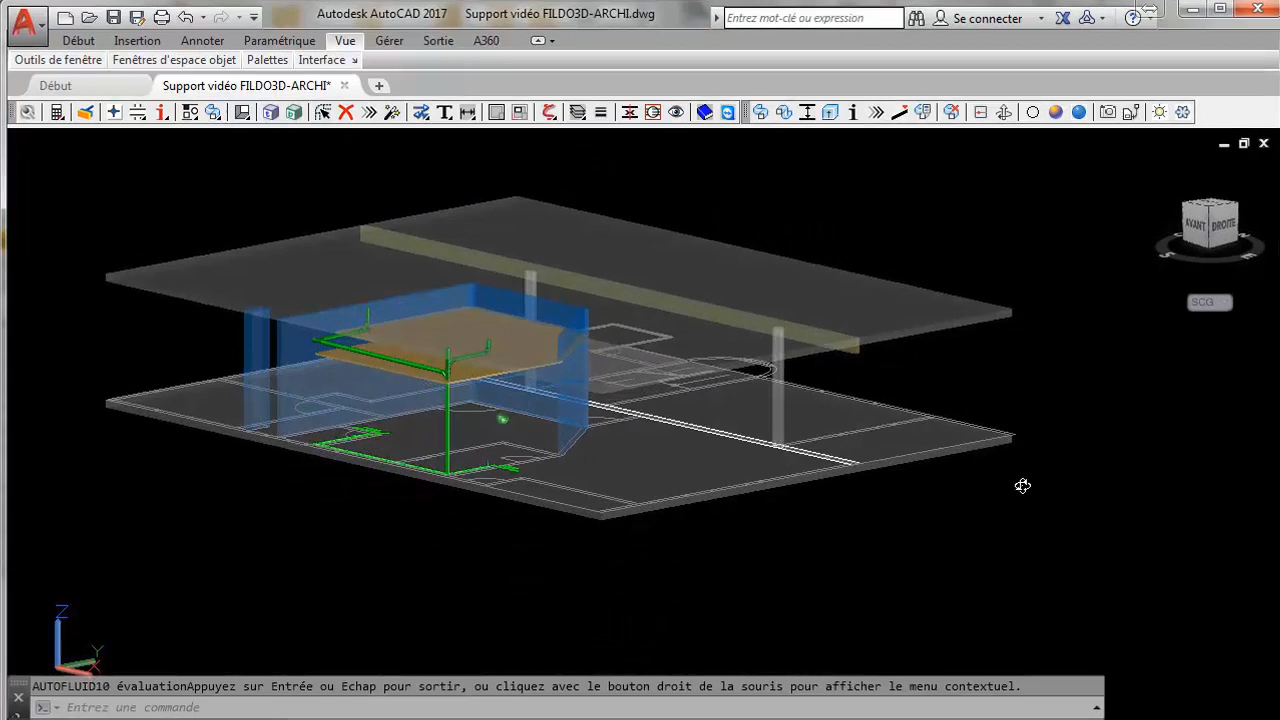 Autodesk AutoCAD 2017 Support vidéo FILDO3D-ARCHI.dwg
Entrez mot-clé ou expression
Se connecter
Début Insertion Annoter Paramétrique Vue Gérer Sortie A360
Outils de fenêtre Fenêtres d'espace objet Palettes Interface
Début Support vidéo FILDO3D-ARCHI*
AVANT DROITE
S E
SCG
Z
Y
X
AUTOFLUID10 évaluationAppuyez sur Entrée ou Echap pour sortir, ou cliquez avec le bouton droit de la souris pour afficher le menu contextuel.
Entrez une commande